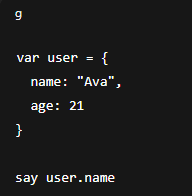 g
var user = {
  name: "Ava",
  age: 21
}
say user.name